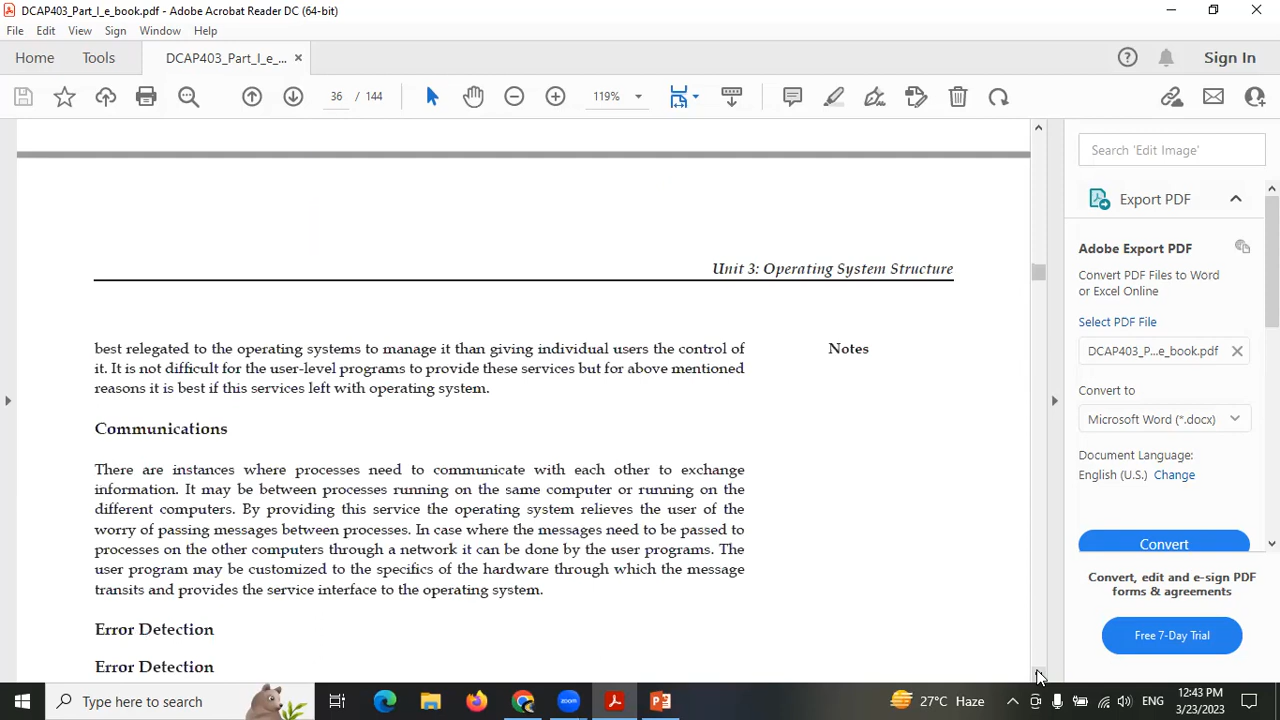 DCAP403_Part_I_e_book.pdf - Adobe Acrobat Reader DC (64-bit)
File Edit View Sign Window Help
Home Tools DCAP403_Part_I_e_... × Sign In
36 / 144 119%
Search 'Edit Image'
Export PDF
Adobe Export PDF
Convert PDF Files to Word
or Excel Online
Select PDF File
DCAP403_P...e_book.pdf
Convert to
Microsoft Word (*.docx)
Document Language:
English (U.S.) Change
Convert
Convert, edit and e-sign PDF
forms & agreements
Free 7-Day Trial
Unit 3: Operating System Structure
best relegated to the operating systems to manage it than giving individual users the control of
it. It is not difficult for the user-level programs to provide these services but for above mentioned
reasons it is best if this services left with operating system.
Notes
Communications
There are instances where processes need to communicate with each other to exchange
information. It may be between processes running on the same computer or running on the
different computers. By providing this service the operating system relieves the user of the
worry of passing messages between processes. In case where the messages need to be passed to
processes on the other computers through a network it can be done by the user programs. The
user program may be customized to the specifics of the hardware through which the message
transits and provides the service interface to the operating system.
Error Detection
Error Detection
Type here to search
27°C Haze
ENG
12:43 PM
3/23/2023